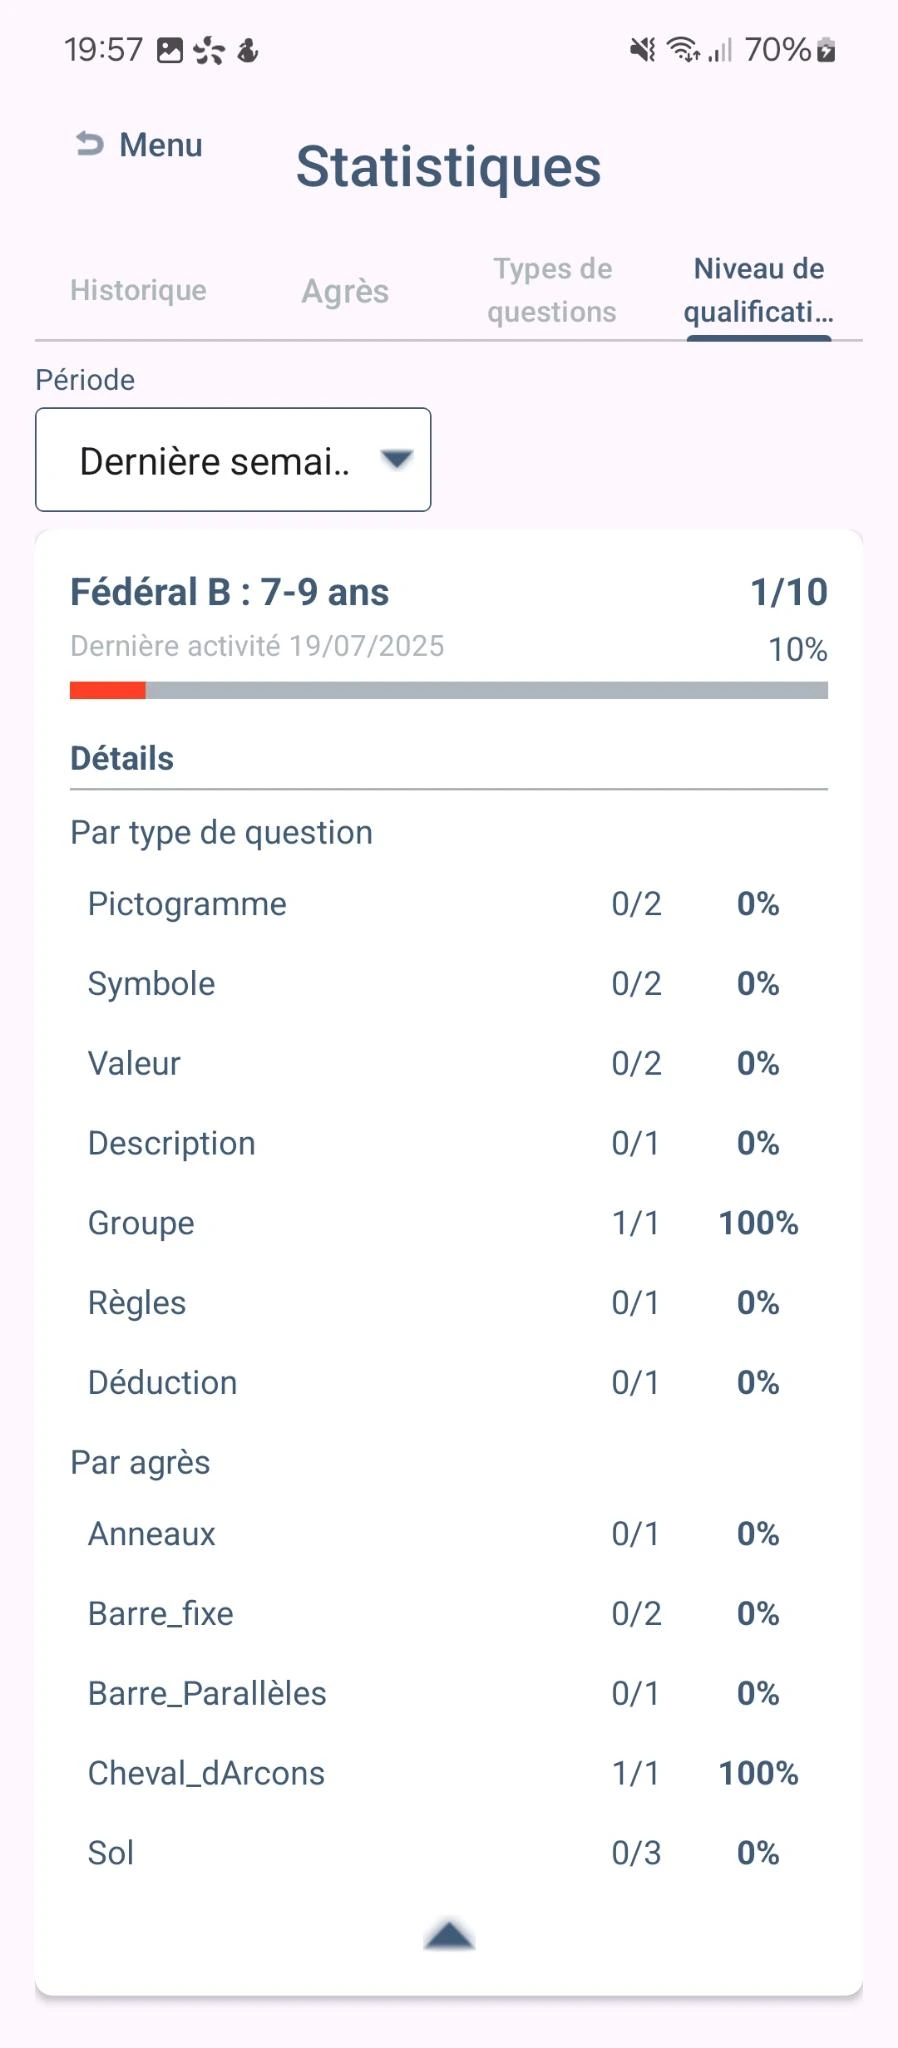 19:57
70%
Menu
Statistiques
Historique
Agrès
Types de
questions
Niveau de
qualificati...
Période
Dernière semai..
Fédéral B : 7-9 ans 1/10
Dernière activité 19/07/2025 10%
Détails
Par type de question
Pictogramme 0/2 0%
Symbole 0/2 0%
Valeur 0/2 0%
Description 0/1 0%
Groupe 1/1 100%
Règles 0/1 0%
Déduction 0/1 0%
Par agrès
Anneaux 0/1 0%
Barre_fixe 0/2 0%
Barre_Parallèles 0/1 0%
Cheval_dArcons 1/1 100%
Sol 0/3 0%